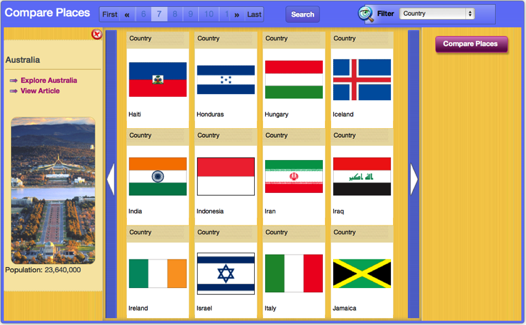 Compare Places
First « 6 7 8 9 10 1 » Last
Search
Filter Country
Australia
Explore Australia
View Article
Population: 23,640,000
Country Country Country Country
Haiti Honduras Hungary Iceland
Country Country Country Country
India Indonesia Iran Iraq
Country Country Country Country
Ireland Israel Italy Jamaica
Compare Places